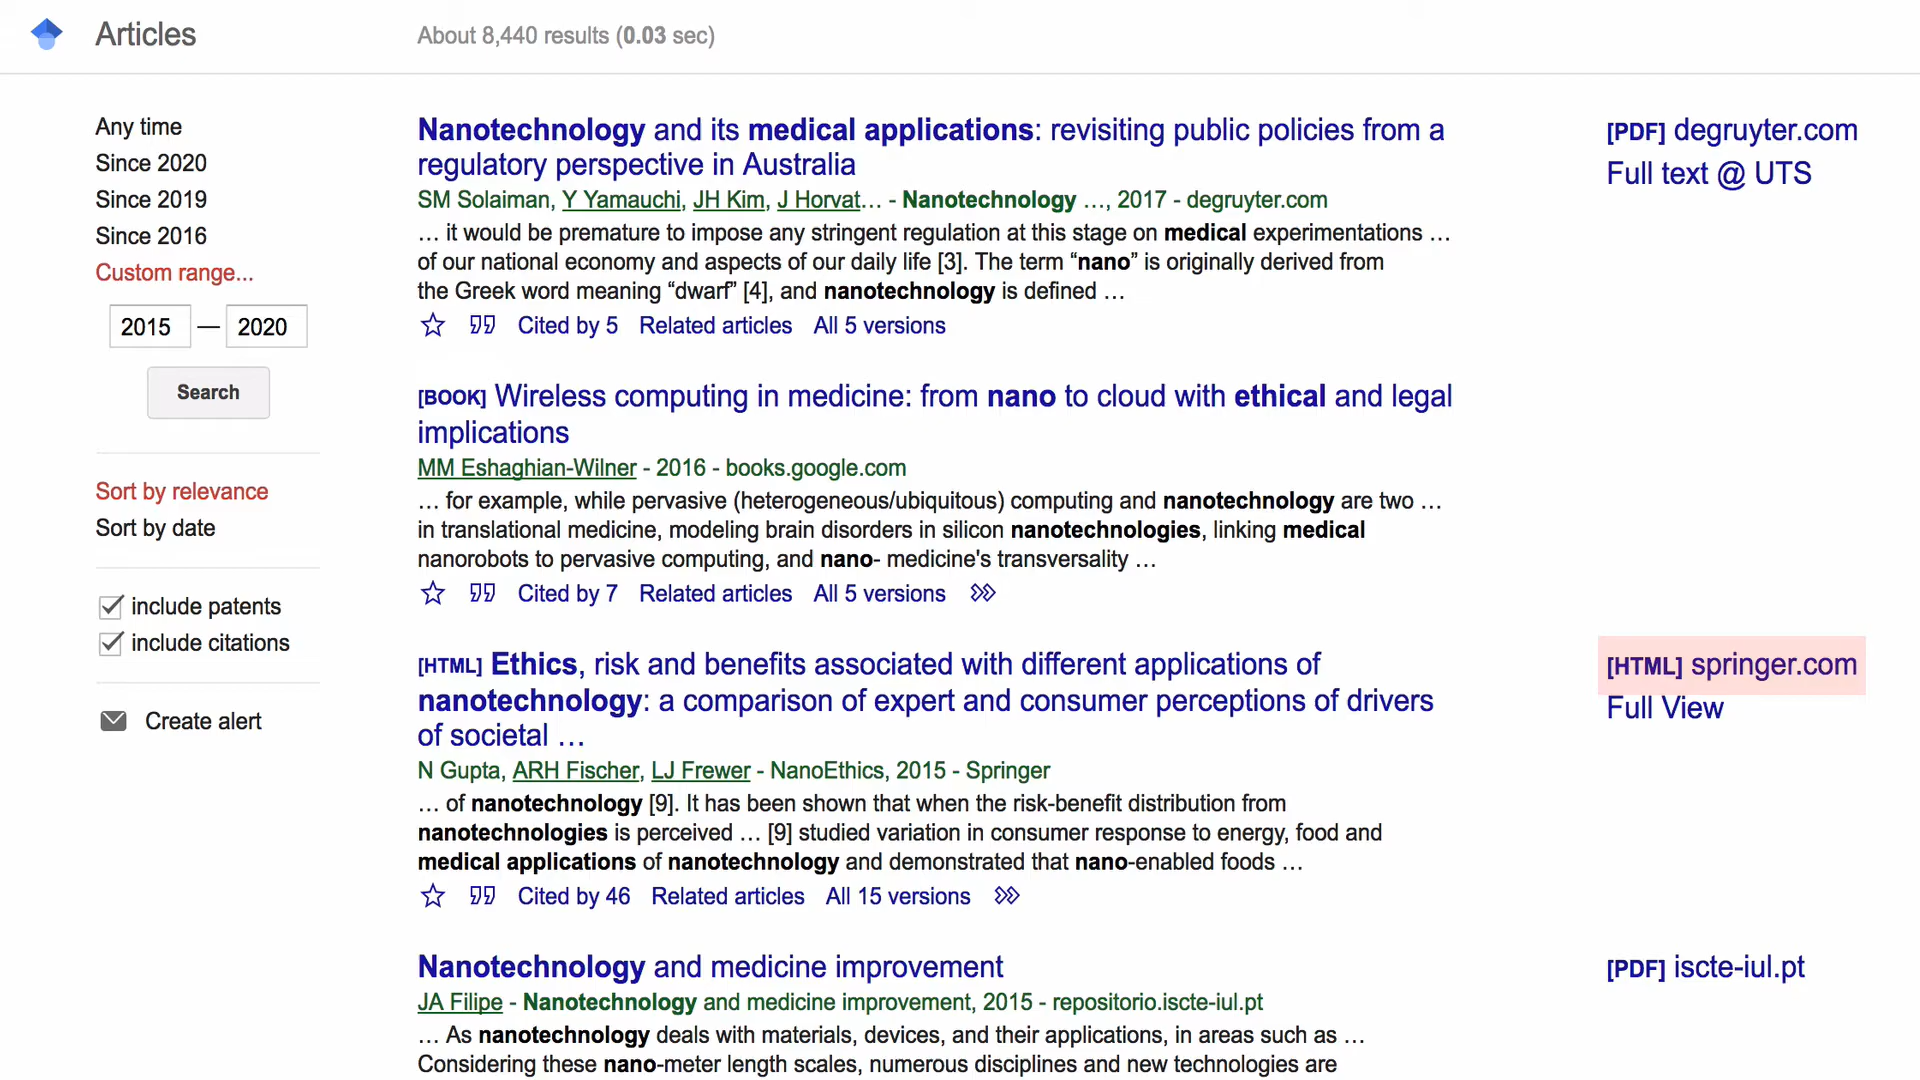 Articles
About 8,440 results (0.03 sec)
Any time
Since 2020
Since 2019
Since 2016
Custom range...
2015 — 2020
Search
Sort by relevance
Sort by date
include patents
include citations
Create alert
Nanotechnology and its medical applications: revisiting public policies from a
regulatory perspective in Australia
SM Solaiman, Y Yamauchi, JH Kim, J Horvat… - Nanotechnology …, 2017 - degruyter.com
… it would be premature to impose any stringent regulation at this stage on medical experimentations …
of our national economy and aspects of our daily life [3]. The term “nano” is originally derived from
the Greek word meaning “dwarf” [4], and nanotechnology is defined …
Cited by 5 Related articles All 5 versions
[PDF] degruyter.com
Full text @ UTS
[BOOK] Wireless computing in medicine: from nano to cloud with ethical and legal
implications
MM Eshaghian-Wilner - 2016 - books.google.com
… for example, while pervasive (heterogeneous/ubiquitous) computing and nanotechnology are two …
in translational medicine, modeling brain disorders in silicon nanotechnologies, linking medical
nanorobots to pervasive computing, and nano- medicine's transversality …
Cited by 7 Related articles All 5 versions
[HTML] Ethics, risk and benefits associated with different applications of
nanotechnology: a comparison of expert and consumer perceptions of drivers
of societal …
N Gupta, ARH Fischer, LJ Frewer - NanoEthics, 2015 - Springer
… of nanotechnology [9]. It has been shown that when the risk-benefit distribution from
nanotechnologies is perceived … [9] studied variation in consumer response to energy, food and
medical applications of nanotechnology and demonstrated that nano-enabled foods …
Cited by 46 Related articles All 15 versions
[HTML] springer.com
Full View
Nanotechnology and medicine improvement
JA Filipe - Nanotechnology and medicine improvement, 2015 - repositorio.iscte-iul.pt
… As nanotechnology deals with materials, devices, and their applications, in areas such as …
Considering these nano-meter length scales, numerous disciplines and new technologies are
[PDF] iscte-iul.pt